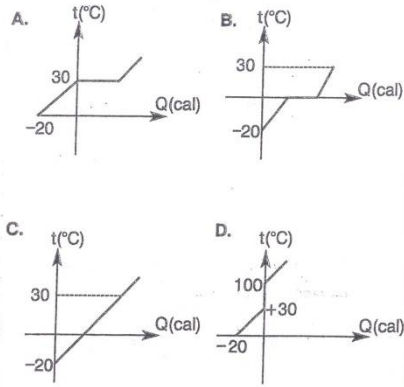 A. t(°C)
30
Q(cal)
−20
B. t(°C)
30
Q(cal)
−20
C. t(°C)
30
Q(cal)
−20
D. t(°C)
100
+30
Q(cal)
−20